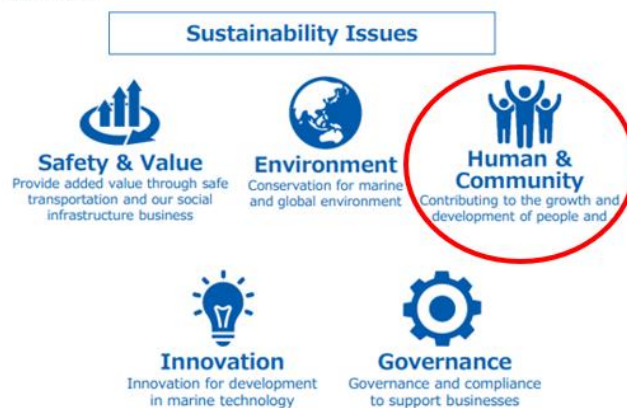 Sustainability Issues
Safety & Value
Provide added value through safe
transportation and our social
infrastructure business
Environment
Conservation for marine
and global environment
Human &
Community
Contributing to the growth and
development of people and
Innovation
Innovation for development
in marine technology
Governance
Governance and compliance
to support businesses